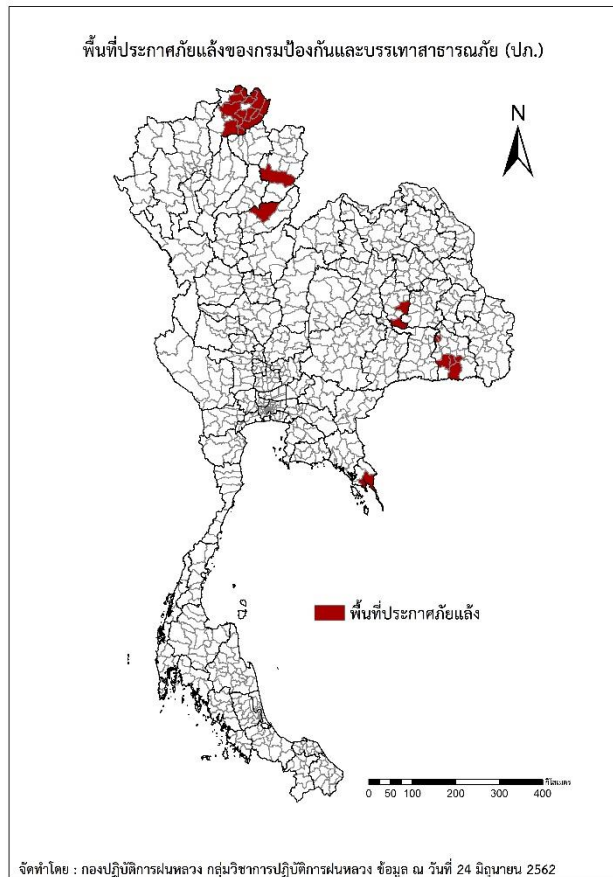 พื้นที่ประกาศภัยแล้งของกรมป้องกันและบรรเทาสาธารณภัย (ปภ.)
N
พื้นที่ประกาศภัยแล้ง
กิโลเมตร
0 25 50 100 200 300 400
จัดทำโดย : กองปฏิบัติการฝนหลวง กลุ่มวิชาการปฏิบัติการฝนหลวง ข้อมูล ณ วันที่ 24 มิถุนายน 2562